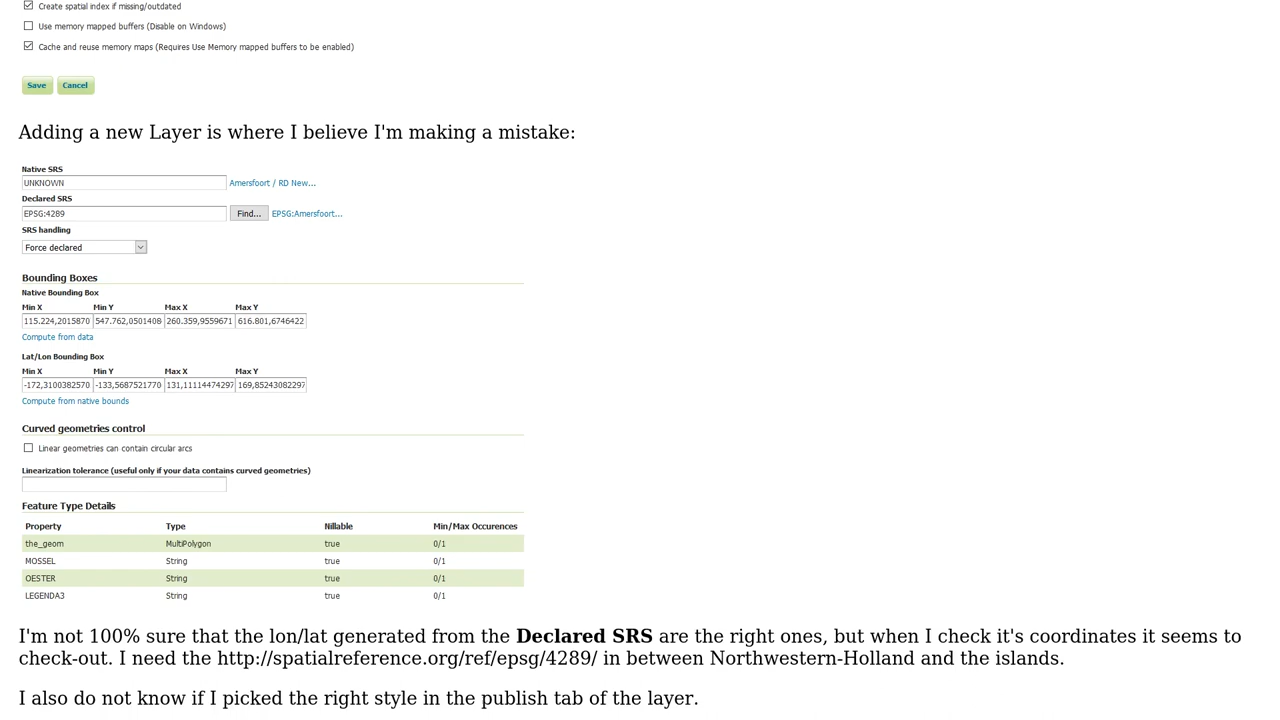 Create spatial index if missing/outdated
Use memory mapped buffers (Disable on Windows)
Cache and reuse memory maps (Requires Use Memory mapped buffers to be enabled)
Save Cancel
Adding a new Layer is where I believe I'm making a mistake:
Native SRS
UNKNOWN Amersfoort / RD New...
Declared SRS
EPSG:4289 Find... EPSG:Amersfoort...
SRS handling
Force declared
Bounding Boxes
Native Bounding Box
Min X Min Y Max X Max Y
115.224,2015870 547.762,0501408 260.359,9559671 616.801,6746422
Compute from data
Lat/Lon Bounding Box
Min X Min Y Max X Max Y
-172,3100382570 -133,5687521770 131,11114474297 169,85243082297
Compute from native bounds
Curved geometries control
Linear geometries can contain circular arcs
Linearization tolerance (useful only if your data contains curved geometries)
Feature Type Details
Property Type Nillable Min/Max Occurences
the_geom MultiPolygon true 0/1
MOSSEL String true 0/1
OESTER String true 0/1
LEGENDA3 String true 0/1
I'm not 100% sure that the lon/lat generated from the Declared SRS are the right ones, but when I check it's coordinates it seems to
check-out. I need the http://spatialreference.org/ref/epsg/4289/ in between Northwestern-Holland and the islands.
I also do not know if I picked the right style in the publish tab of the layer.